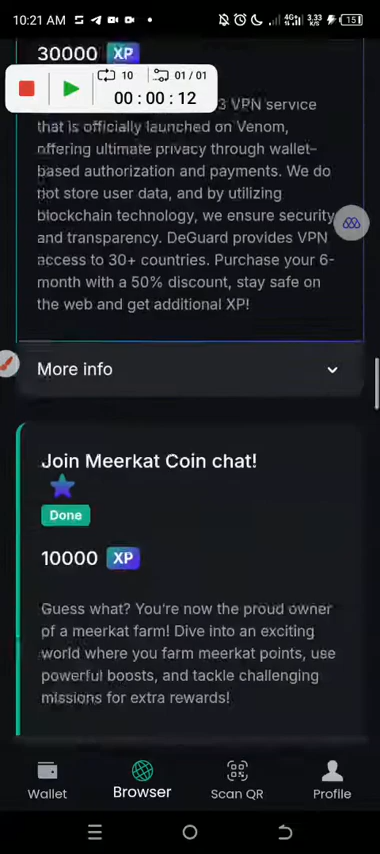 10:21 AM
4G
3.33
K/s
15
30000 XP
10
01 / 01
00 : 00 : 12
3 VPN service
that is officially launched on Venom,
offering ultimate privacy through wallet-
based authorization and payments. We do
not store user data, and by utilizing
blockchain technology, we ensure security
and transparency. DeGuard provides VPN
access to 30+ countries. Purchase your 6-
month with a 50% discount, stay safe on
the web and get additional XP!
More info
Join Meerkat Coin chat!
Done
10000 XP
Guess what? You're now the proud owner
of a meerkat farm! Dive into an exciting
world where you farm meerkat points, use
powerful boosts, and tackle challenging
missions for extra rewards!
Wallet
Browser
Scan QR
Profile